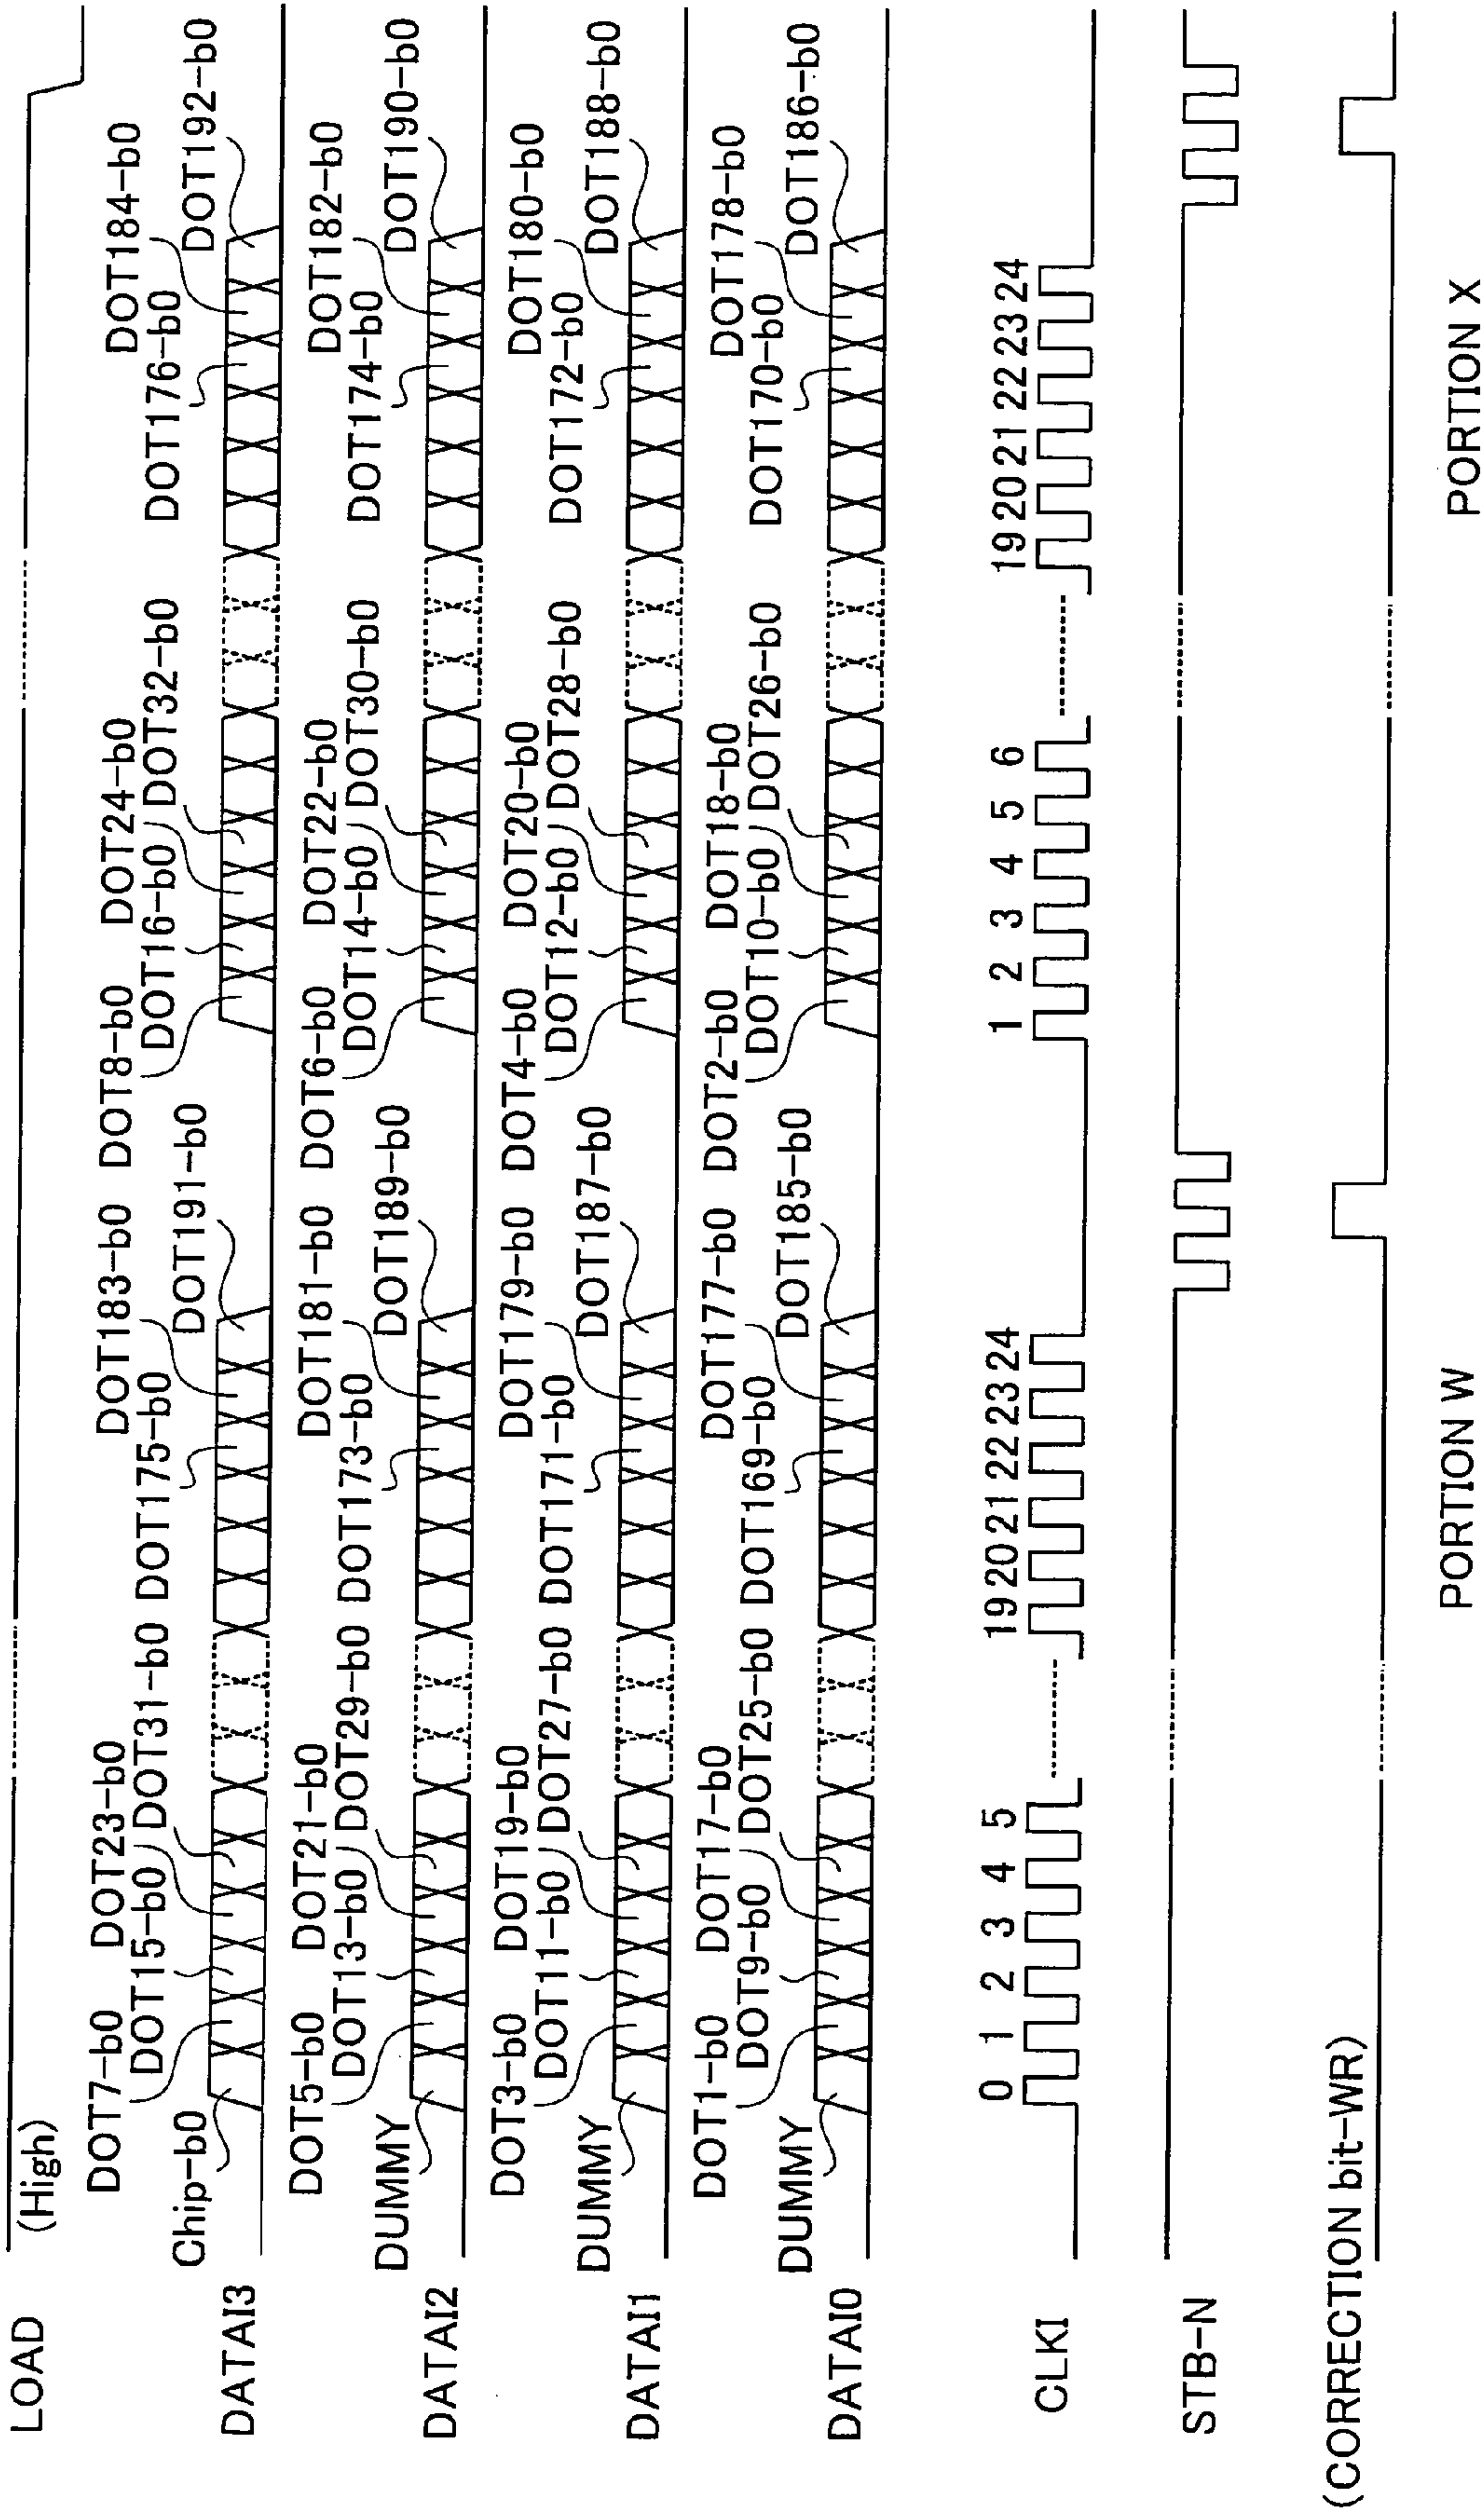 LOAD
(High)
DOT7-b0 DOT23-b0 DOT183-b0 DOT8-b0 DOT24-b0 DOT184-b0
Chip-b0 DOT15-b0 DOT31-b0 DOT175-b0 DOT191-b0 DOT16-b0 DOT32-b0 DOT176-b0 DOT192-b0
DATAI3
DOT5-b0 DOT21-b0 DOT181-b0 DOT6-b0 DOT22-b0 DOT182-b0
DUMMY DOT13-b0 DOT29-b0 DOT173-b0 DOT189-b0 DOT14-b0 DOT30-b0 DOT174-b0 DOT190-b0
DATAI2
DOT3-b0 DOT19-b0 DOT179-b0 DOT4-b0 DOT20-b0 DOT180-b0
DUMMY DOT11-b0 DOT27-b0 DOT171-b0 DOT187-b0 DOT12-b0 DOT28-b0 DOT172-b0 DOT188-b0
DATAI1
DOT1-b0 DOT17-b0 DOT177-b0 DOT2-b0 DOT18-b0 DOT178-b0
DUMMY DOT9-b0 DOT25-b0 DOT169-b0 DOT185-b0 DOT10-b0 DOT26-b0 DOT170-b0 DOT186-b0
DATAI0
0 1 2 3 4 5 19 20 21 22 23 24 1 2 3 4 5 6 19 20 21 22 23 24
CLKI
STB-N
(CORRECTION bit-WR)
PORTION W PORTION X